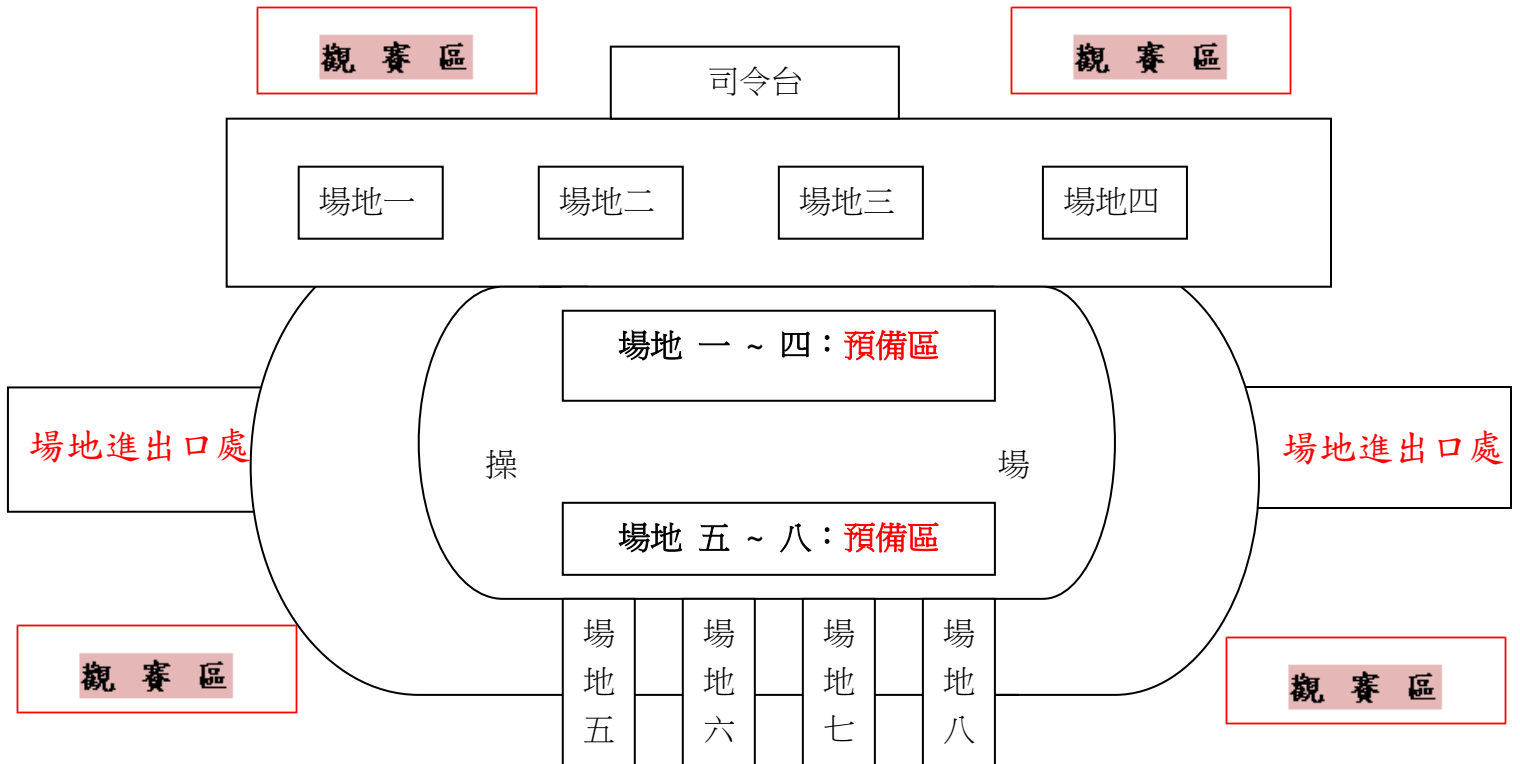 觀 賽 區
觀 賽 區
司令台
場地一
場地二
場地三
場地四
場地 一 ~ 四：預備區
場地進出口處
場地進出口處
操 場
場地 五 ~ 八：預備區
場地五
場地六
場地七
場地八
觀 賽 區
觀 賽 區